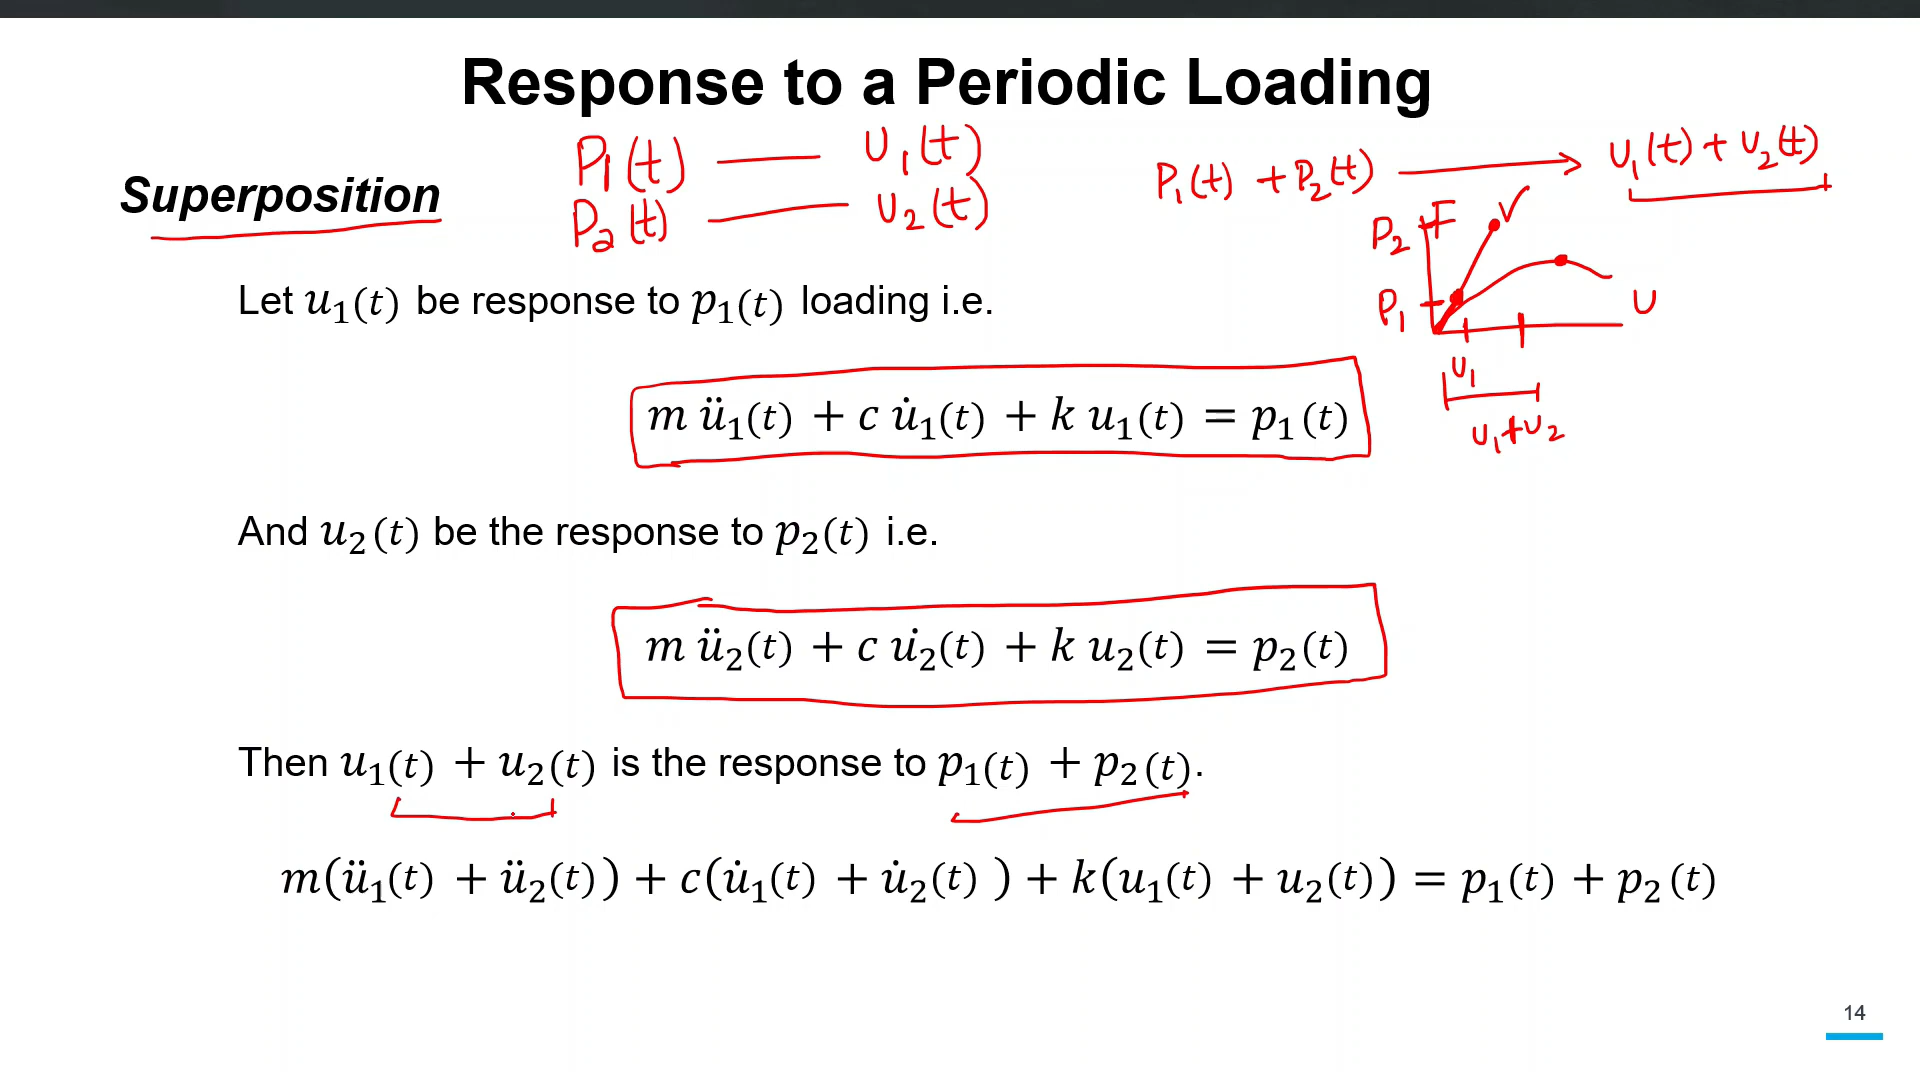 Response to a Periodic Loading
P₁(t) — U₁(t)
P₁(t) + P₂(t) → U₁(t) + U₂(t)
Superposition
P₂(t) — U₂(t)
P₂ F
Let u₁(t) be response to p₁(t) loading i.e.
P₁ U
U₁
m ü₁(t) + c u̇₁(t) + k u₁(t) = p₁(t)
U₁+U₂
And u₂(t) be the response to p₂(t) i.e.
m ü₂(t) + c u̇₂(t) + k u₂(t) = p₂(t)
Then u₁(t) + u₂(t) is the response to p₁(t) + p₂(t).
m(ü₁(t) + ü₂(t)) + c(u̇₁(t) + u̇₂(t) ) + k(u₁(t) + u₂(t)) = p₁(t) + p₂(t)
14